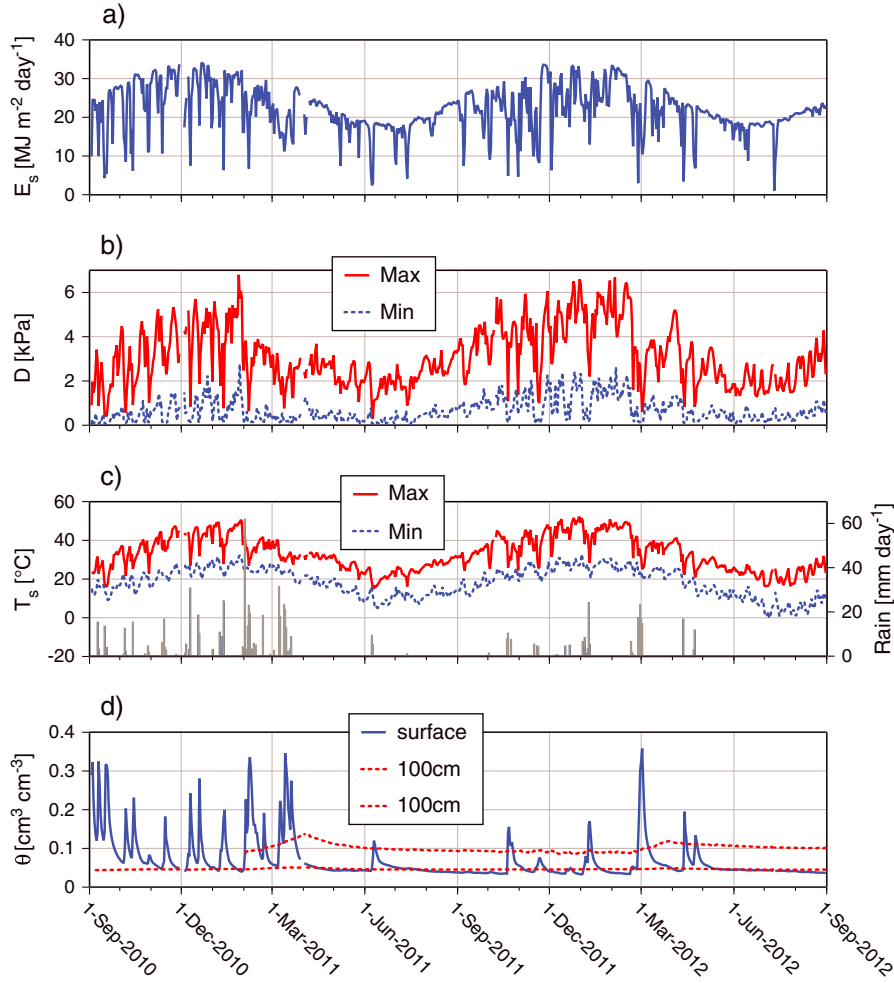 a)
E_s [MJ m⁻² day⁻¹]
40
30
20
10
0
b)
D [kPa]
6
4
2
0
Max
Min
c)
T_s [°C]
60
40
20
0
-20
Max
Min
60
40
20
0
Rain [mm day⁻¹]
d)
θ [cm³ cm⁻³]
0.4
0.3
0.2
0.1
0
surface
100cm
100cm
1-Sep-2010
1-Dec-2010
1-Mar-2011
1-Jun-2011
1-Sep-2011
1-Dec-2011
1-Mar-2012
1-Jun-2012
1-Sep-2012